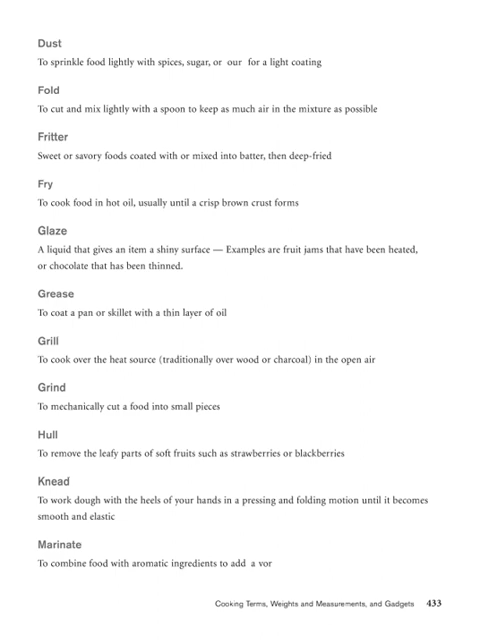 Dust
To sprinkle food lightly with spices, sugar, or our for a light coating
Fold
To cut and mix lightly with a spoon to keep as much air in the mixture as possible
Fritter
Sweet or savory foods coated with or mixed into batter, then deep-fried
Fry
To cook food in hot oil, usually until a crisp brown crust forms
Glaze
A liquid that gives an item a shiny surface — Examples are fruit jams that have been heated,
or chocolate that has been thinned.
Grease
To coat a pan or skillet with a thin layer of oil
Grill
To cook over the heat source (traditionally over wood or charcoal) in the open air
Grind
To mechanically cut a food into small pieces
Hull
To remove the leafy parts of soft fruits such as strawberries or blackberries
Knead
To work dough with the heels of your hands in a pressing and folding motion until it becomes
smooth and elastic
Marinate
To combine food with aromatic ingredients to add a vor
Cooking Terms, Weights and Measurements, and Gadgets 433